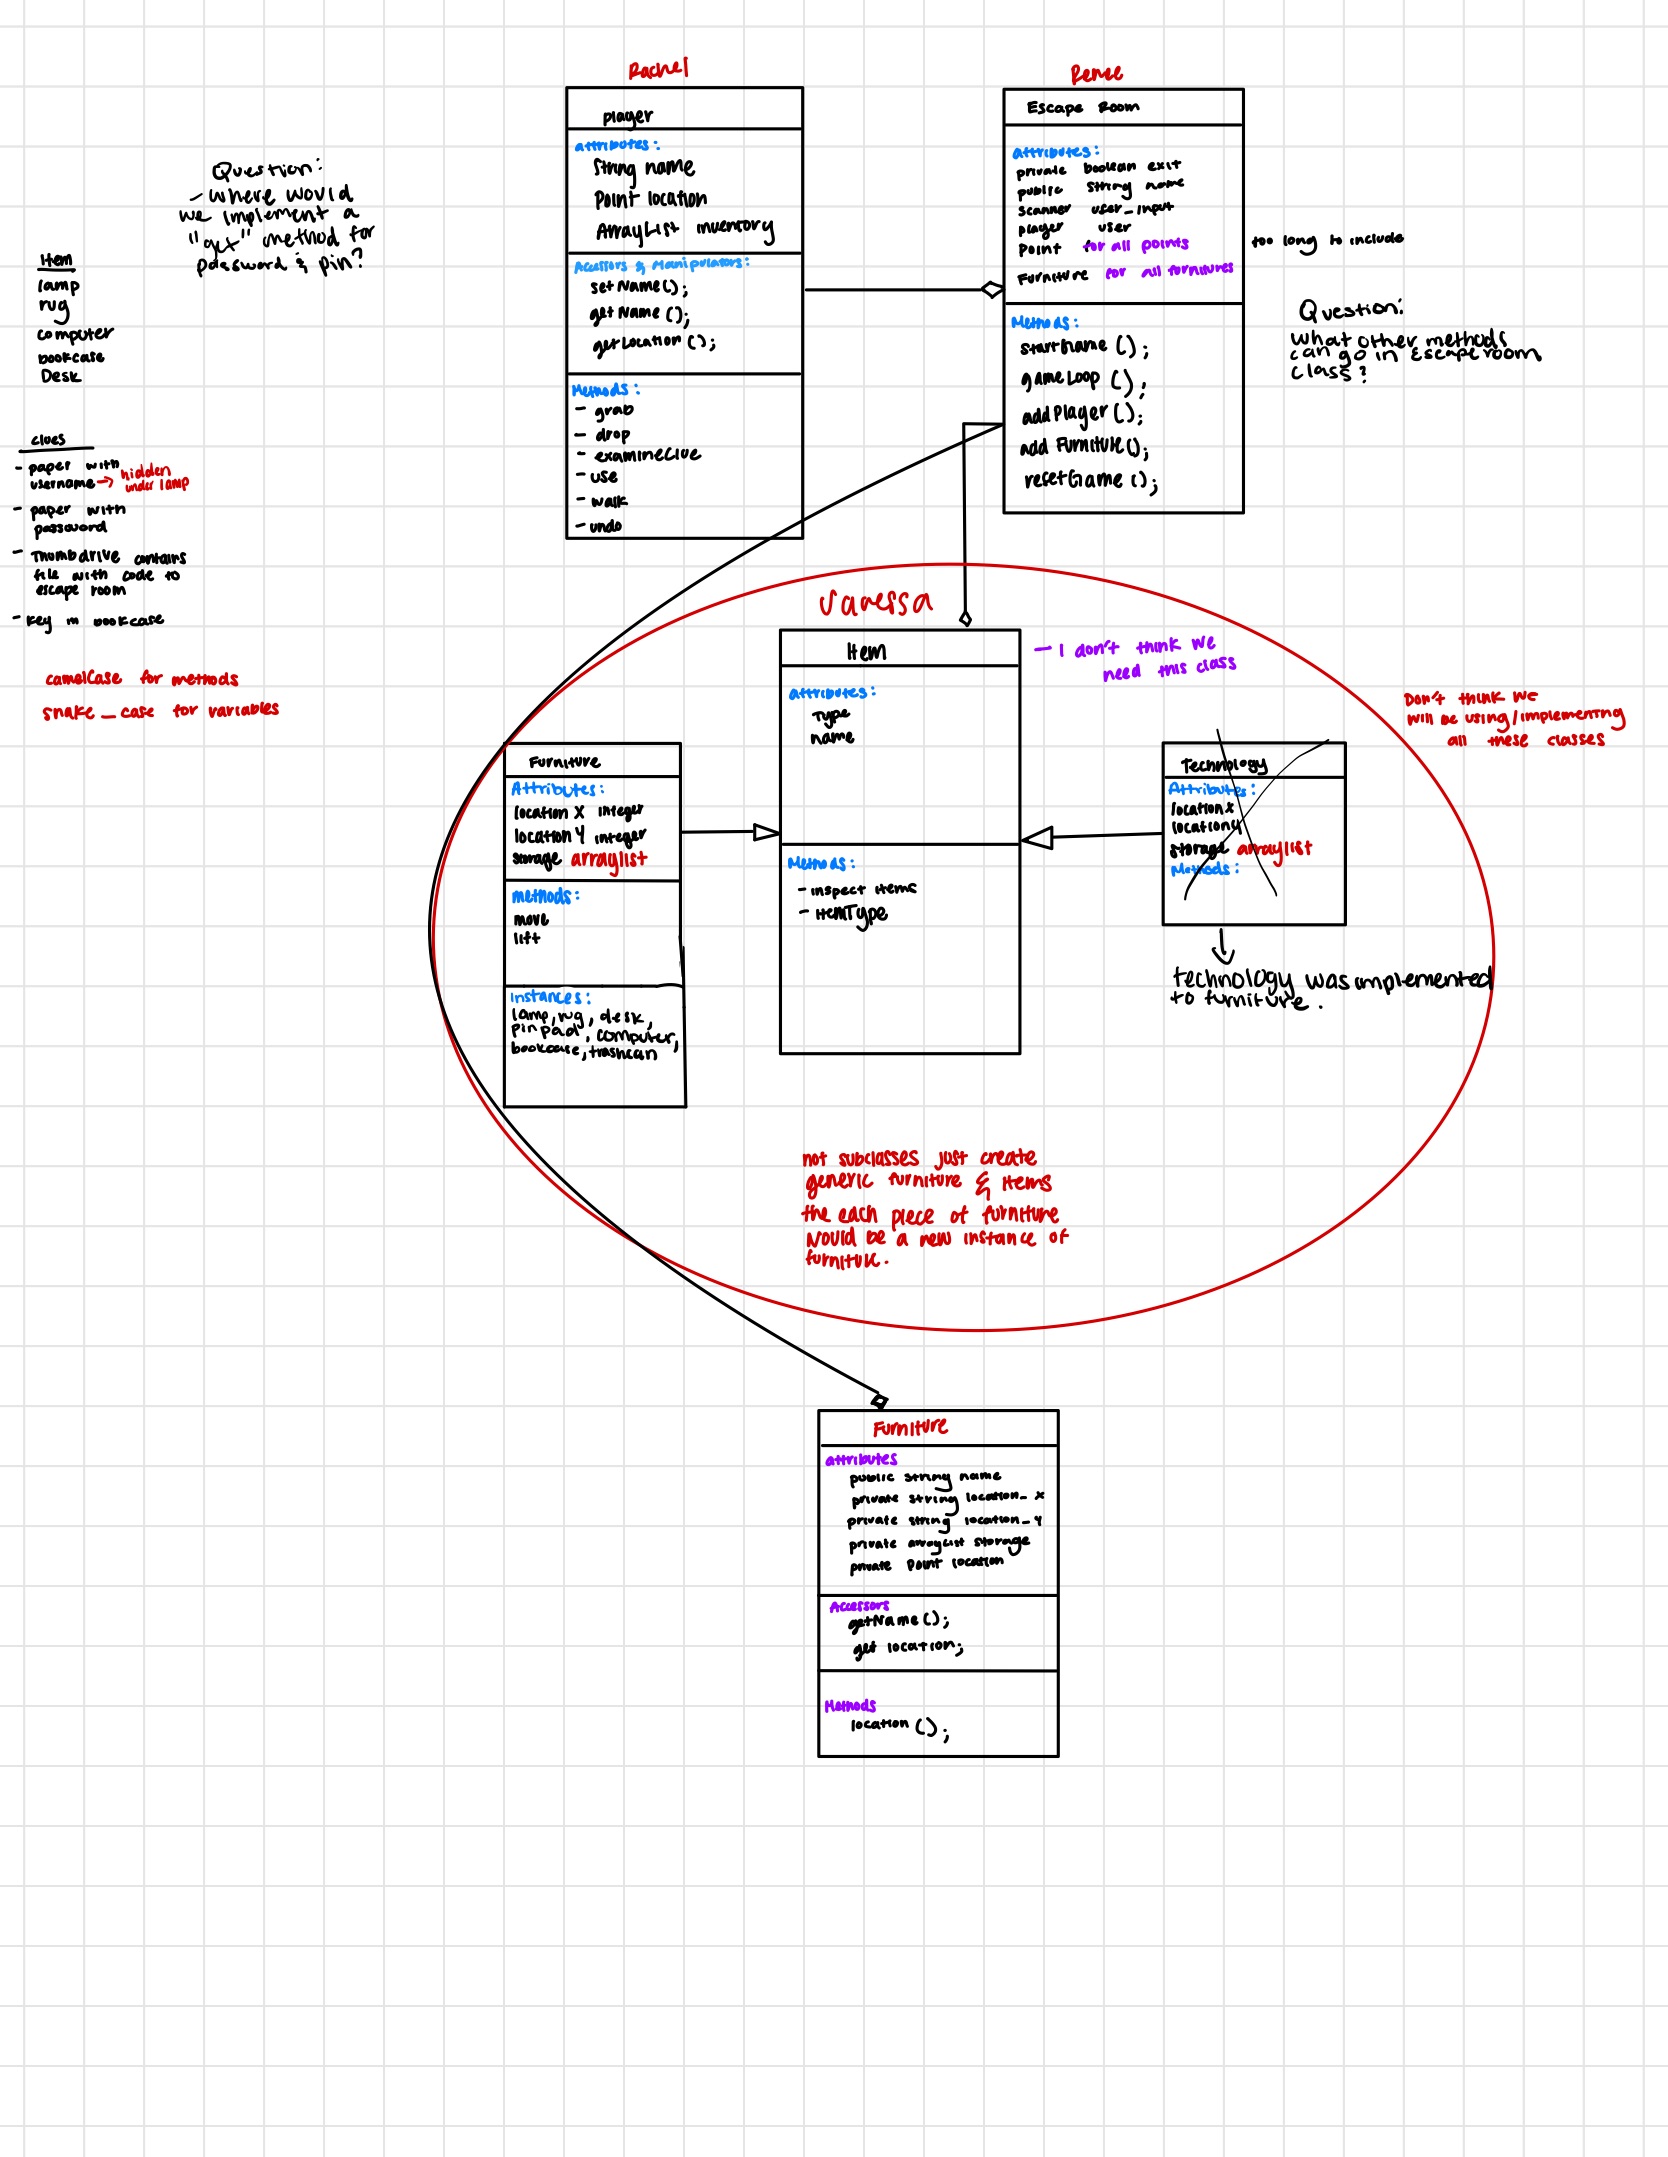 Rachel
player
attributes:
String name
Point location
ArrayList inventory
Accessors & Manipulators:
setName();
getName();
getLocation();
Methods:
- grab
- drop
- examineClue
- use
- walk
- undo
Renee
Escape Room
attributes:
private boolean exit
public String name
scanner user_input
player user
Point for all points
Furniture for all furnitures
too long to include
Methods:
startGame();
gameLoop();
addPlayer();
add Furniture();
resetGame();
Question:
What other methods
can go in Escape room
class?
Question:
- where would
we implement a
"get" method for
password & pin?
Item
lamp
rug
computer
bookcase
Desk
clues
- paper with
username → hidden
under lamp
- paper with
password
- Thumbdrive contains
file with code to
escape room
- key in bookcase
camelCase for methods
snake_case for variables
Vanessa
Item
attributes:
Type
name
Methods:
- inspect items
- itemType
- I don't think we
need this class
Don't think we
will be using/implementing
all these classes
Furniture
Attributes:
location X integer
location Y integer
storage arraylist
methods:
move
lift
instances:
lamp, rug, desk,
pin pad, computer,
bookcase, trashcan
Technology
Attributes:
location X
location Y
storage arraylist
Methods:
technology was implemented
to furniture.
not subclasses just create
generic furniture & items
the each piece of furniture
would be a new instance of
furniture.
Furniture
attributes
public string name
private string location_x
private string location_y
private arraylist storage
private Point location
Accessors
getName();
get location;
Methods
location();